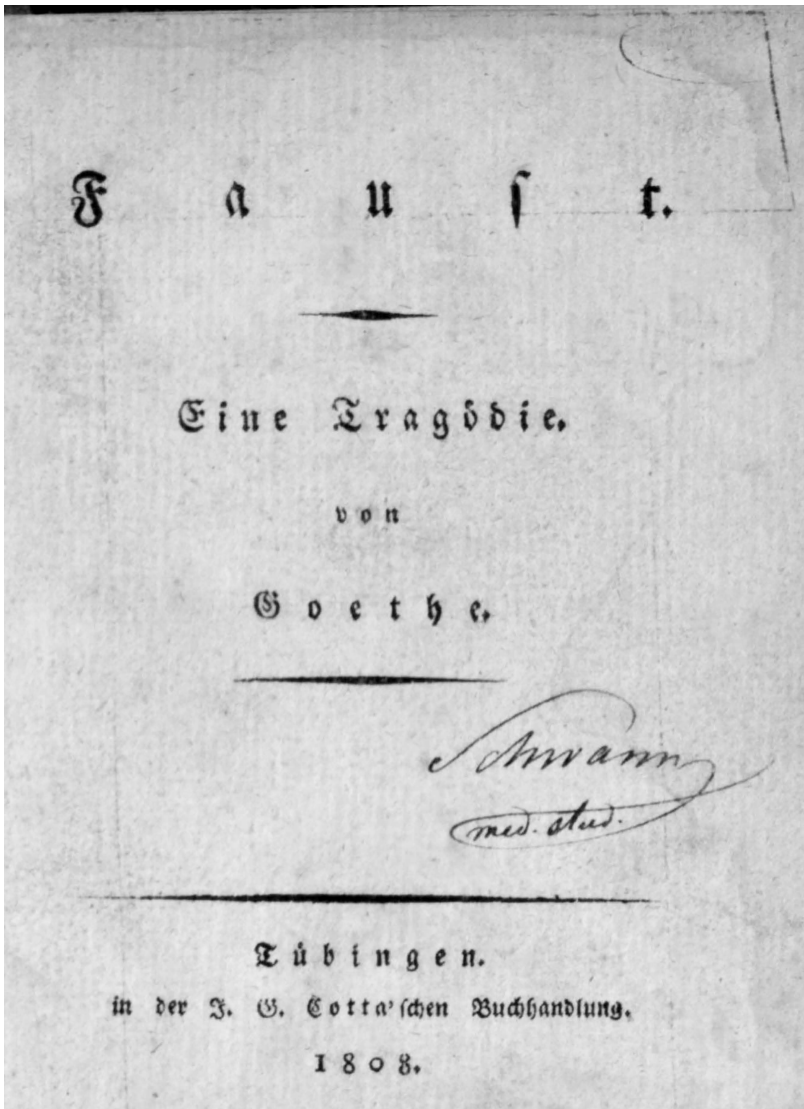 Fauſt.
Eine Tragödie.
von
Goethe.
Schwann
med. stud.
Tübingen.
in der J. G. Cotta'ſchen Buchhandlung.
1808.